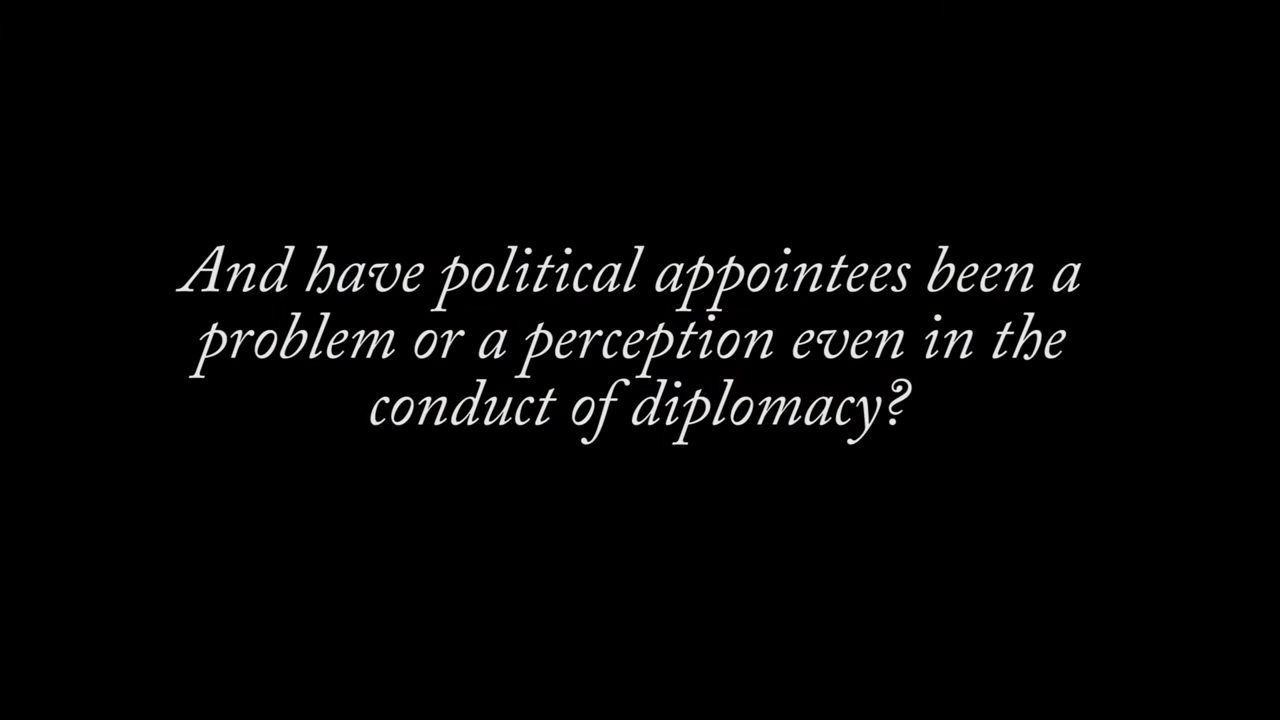 And have political appointees been a
problem or a perception even in the
conduct of diplomacy?